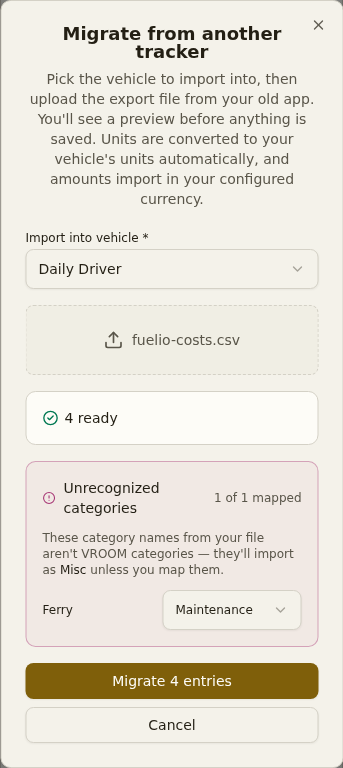 Migrate from another
tracker
Pick the vehicle to import into, then
upload the export file from your old app.
You'll see a preview before anything is
saved. Units are converted to your
vehicle's units automatically, and
amounts import in your configured
currency.
Import into vehicle *
Daily Driver
fuelio-costs.csv
4 ready
Unrecognized
categories
1 of 1 mapped
These category names from your file
aren't VROOM categories — they'll import
as Misc unless you map them.
Ferry
Maintenance
Migrate 4 entries
Cancel